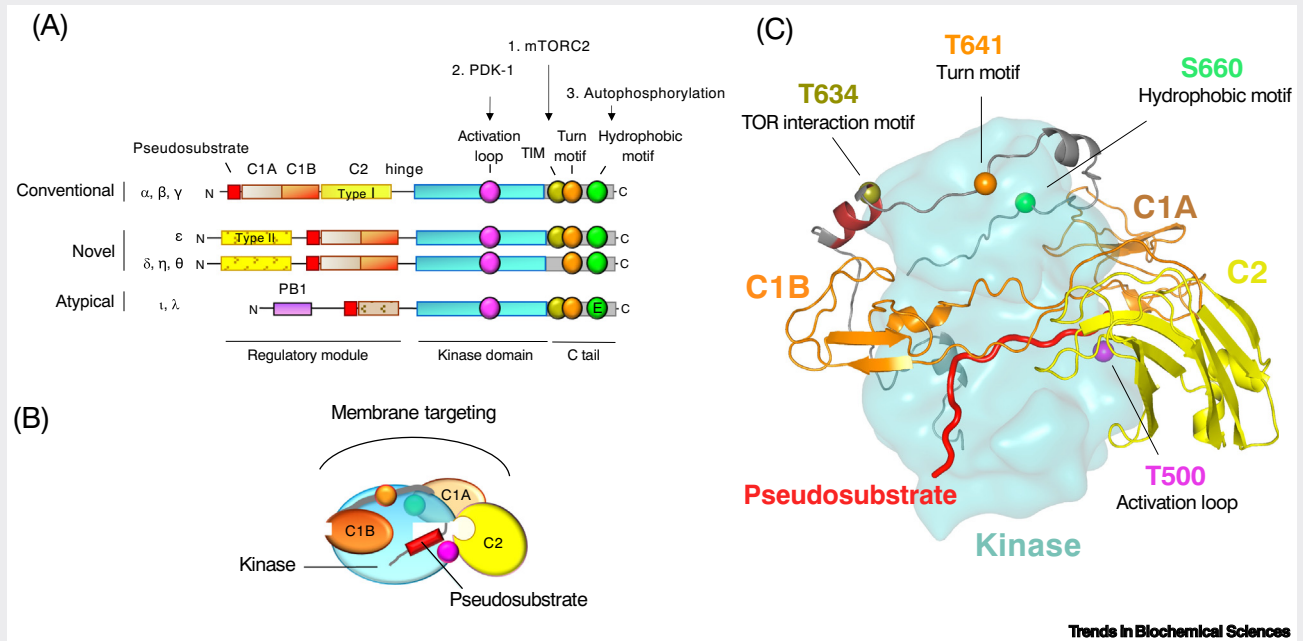 (A)
1. mTORC2
2. PDK-1
3. Autophosphorylation
Pseudosubstrate
C1A C1B C2 hinge
Activation loop
TIM
Turn motif
Hydrophobic motif
Conventional α, β, γ N Type I C
Novel
ε N Type II C
δ, η, θ N C
PB1
Atypical ι, λ N E C
Regulatory module Kinase domain C tail
(B)
Membrane targeting
C1A
C1B
C2
Kinase
Pseudosubstrate
(C)
T641
Turn motif
S660
Hydrophobic motif
T634
TOR interaction motif
C1A
C2
C1B
Pseudosubstrate
T500
Activation loop
Kinase
Trends in Biochemical Sciences